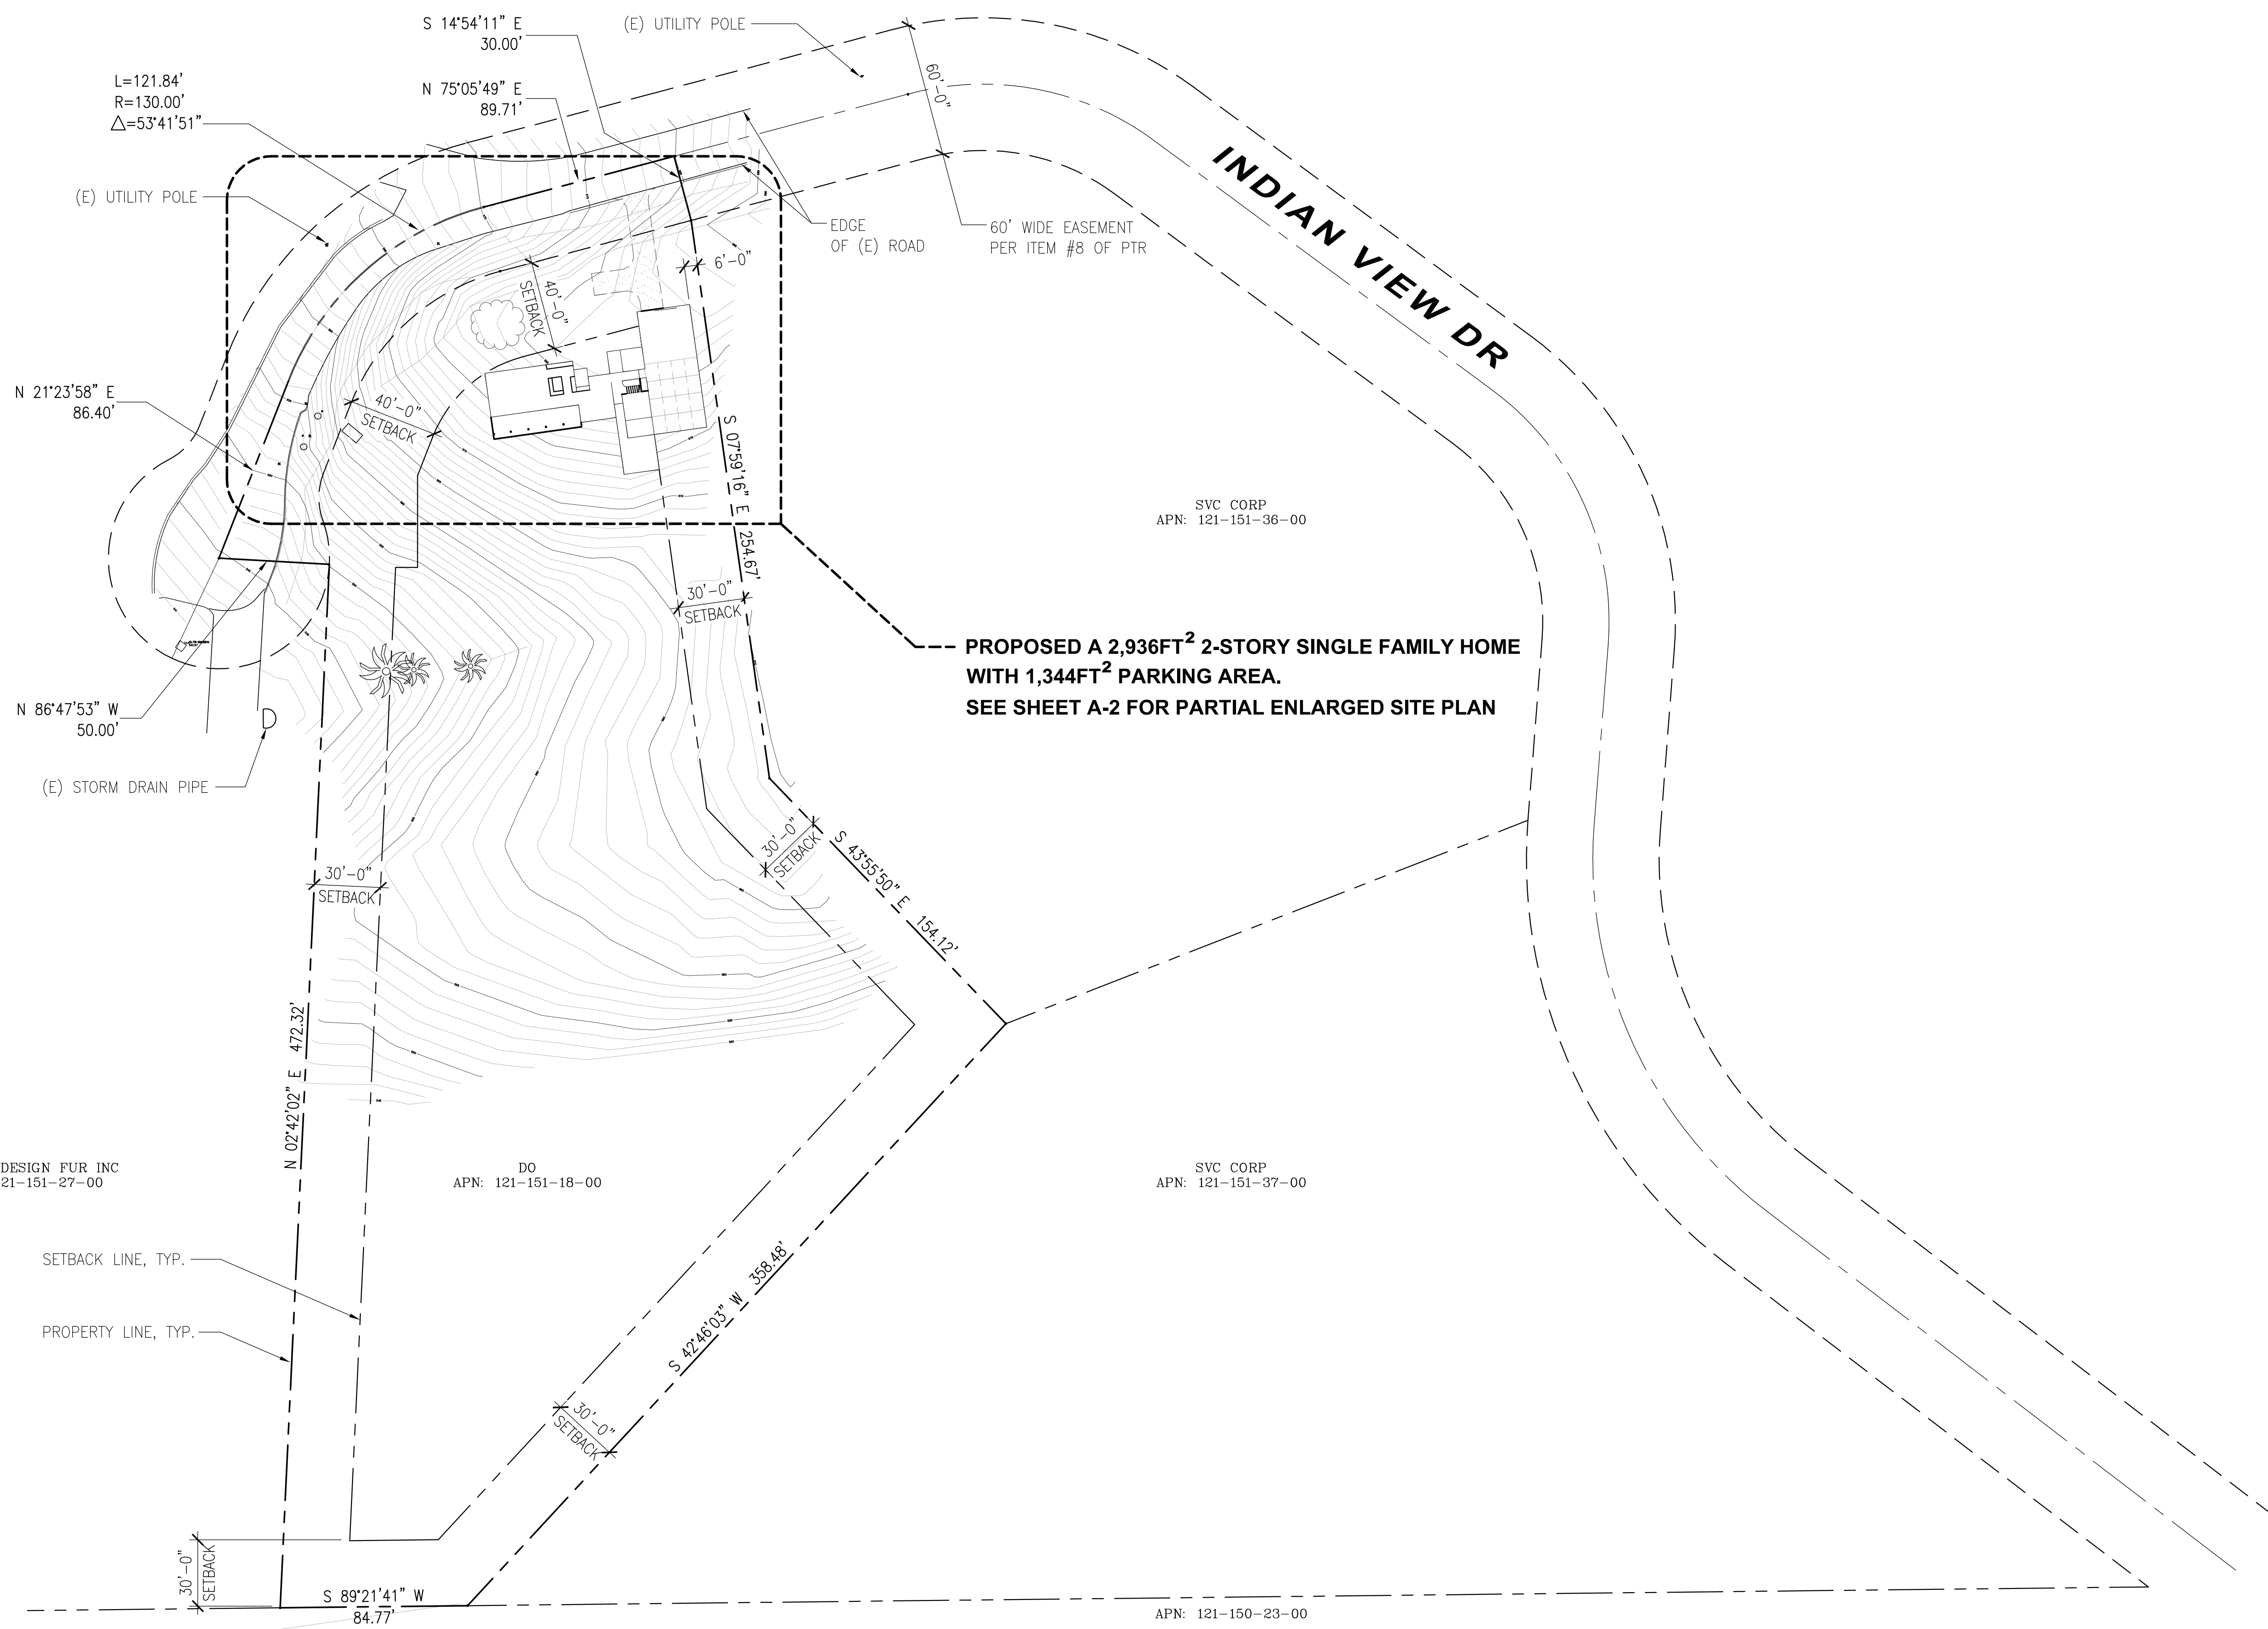 S 14°54'11" E
30.00'
(E) UTILITY POLE
L=121.84'
R=130.00'
△=53°41'51"
N 75°05'49" E
89.71'
60'-0"
(E) UTILITY POLE
EDGE
OF (E) ROAD
60' WIDE EASEMENT
PER ITEM #8 OF PTR
INDIAN VIEW DR
6'-0"
40'-0"
SETBACK
N 21°23'58" E
86.40'
40'-0"
SETBACK
S 07°59'16" E 254.67'
SVC CORP
APN: 121-151-36-00
30'-0"
SETBACK
PROPOSED A 2,936FT² 2-STORY SINGLE FAMILY HOME
WITH 1,344FT² PARKING AREA.
SEE SHEET A-2 FOR PARTIAL ENLARGED SITE PLAN
N 86°47'53" W
50.00'
(E) STORM DRAIN PIPE
30'-0"
SETBACK
S 43°55'50" E 154.12'
30'-0"
SETBACK
N 02°42'02" E 472.32'
DESIGN FUR INC
21-151-27-00
DO
APN: 121-151-18-00
SVC CORP
APN: 121-151-37-00
SETBACK LINE, TYP.
PROPERTY LINE, TYP.
S 42°46'03" W 358.48'
30'-0"
SETBACK
30'-0"
SETBACK
S 89°21'41" W
84.77'
APN: 121-150-23-00